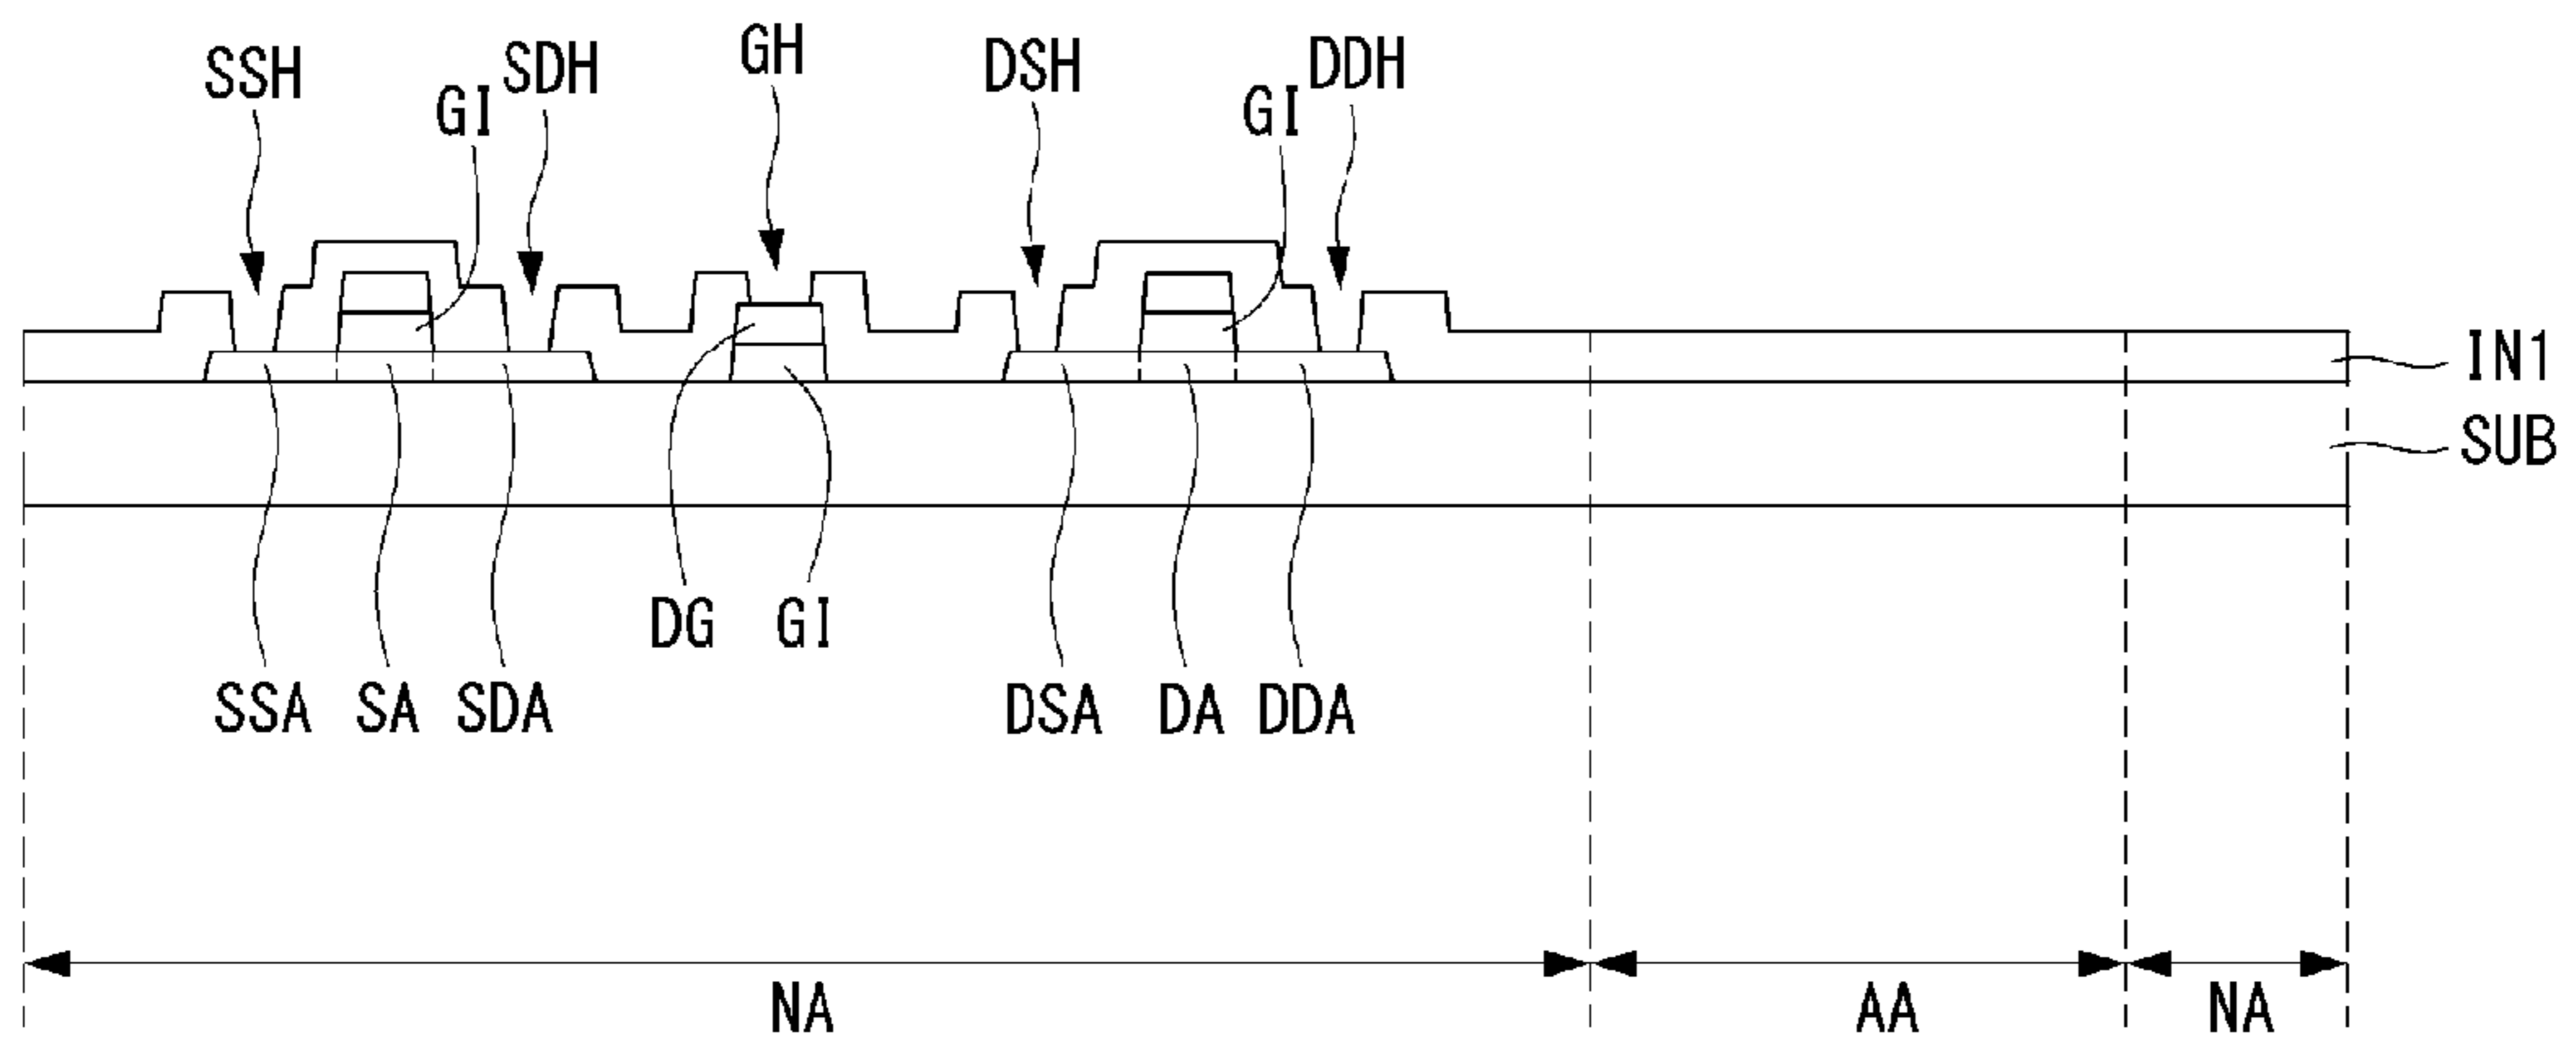 SSH GI SDH GH DSH GI DDH
IN1
SUB
DG GI
SSA SA SDA DSA DA DDA
NA AA NA